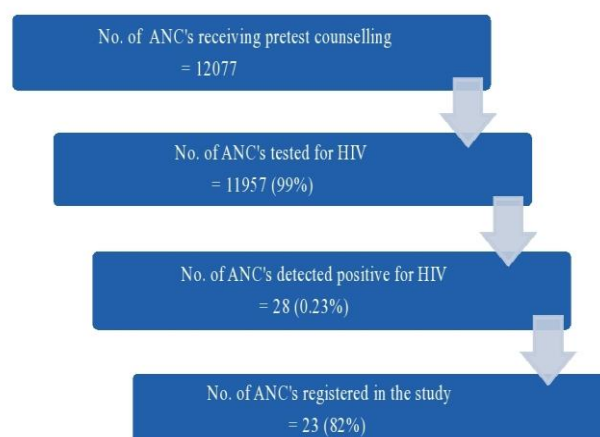 No. of ANC's receiving pretest counselling
= 12077
No. of ANC's tested for HIV
= 11957 (99%)
No. of ANC's detected positive for HIV
= 28 (0.23%)
No. of ANC's registered in the study
= 23 (82%)